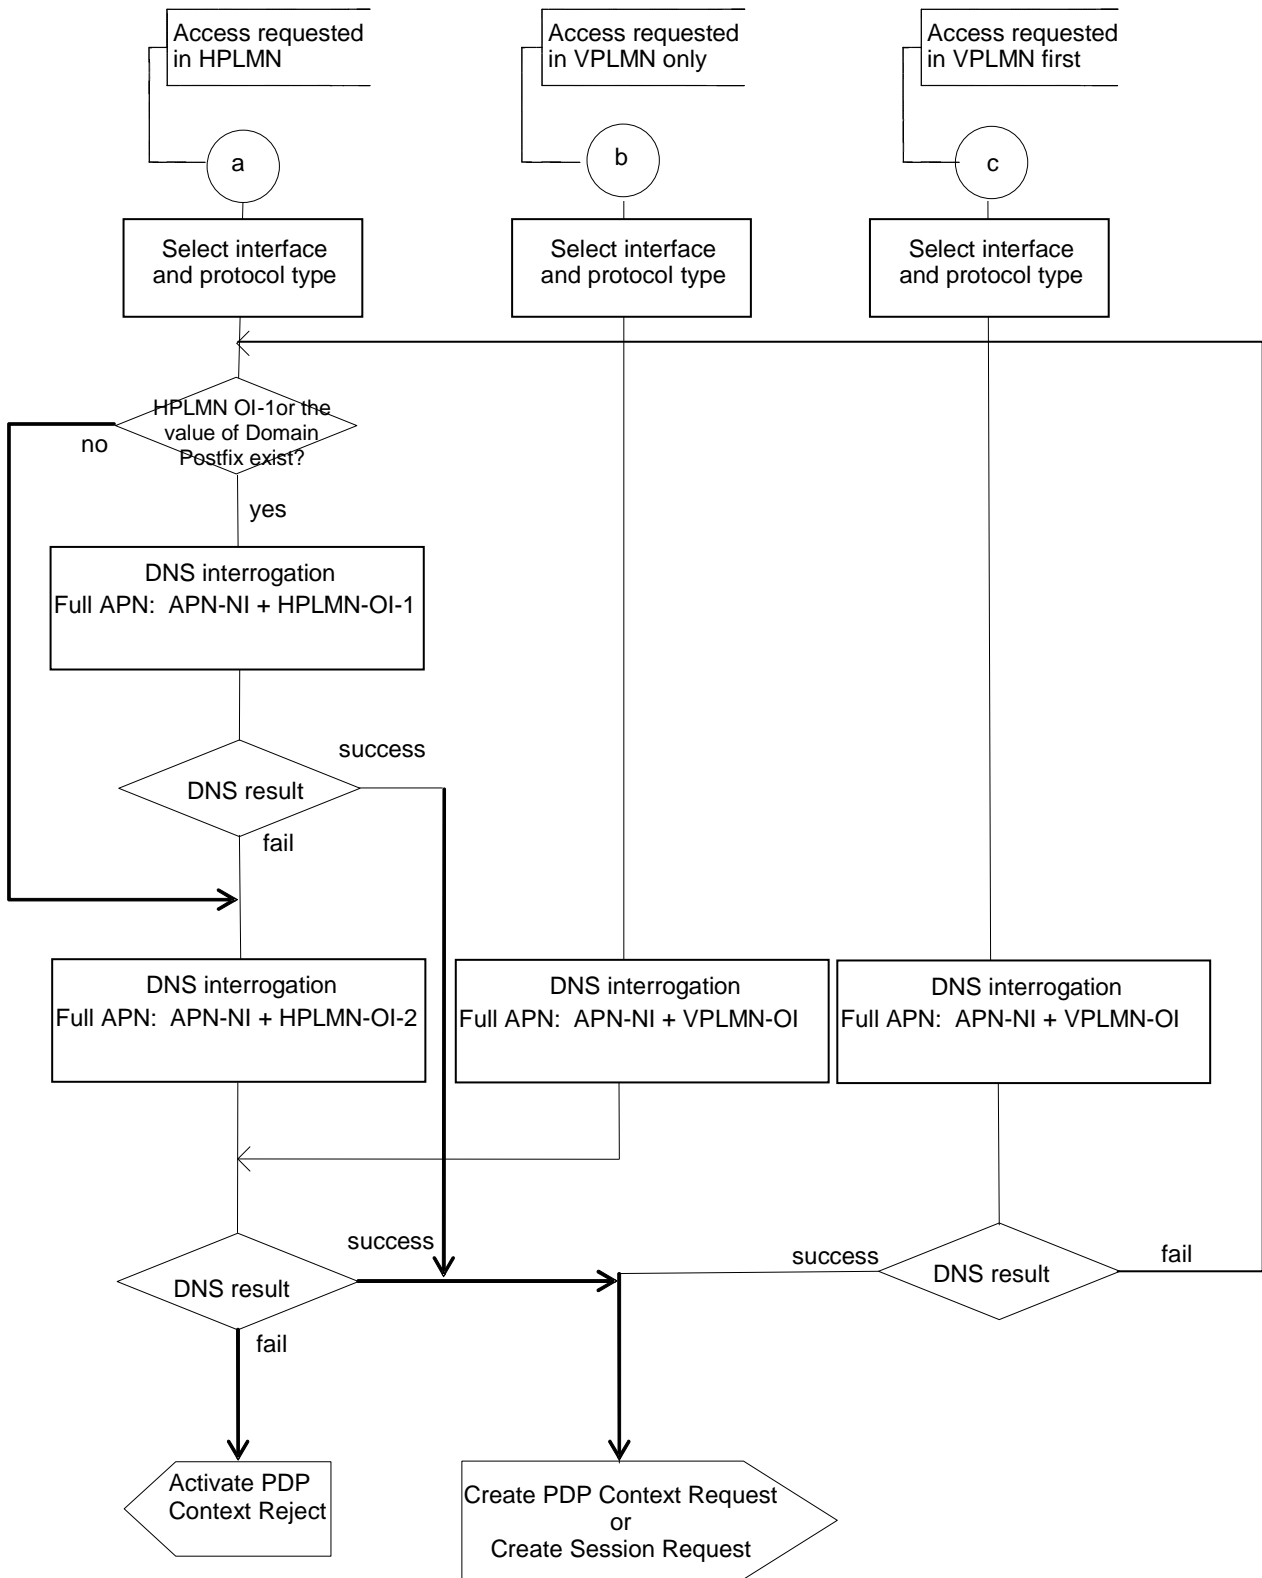 Access requested
in HPLMN
Access requested
in VPLMN only
Access requested
in VPLMN first
a
b
c
Select interface
and protocol type
Select interface
and protocol type
Select interface
and protocol type
HPLMN OI-1or the
value of Domain
Postfix exist?
no
yes
DNS interrogation
Full APN: APN-NI + HPLMN-OI-1
success
DNS result
fail
DNS interrogation
Full APN: APN-NI + HPLMN-OI-2
DNS interrogation
Full APN: APN-NI + VPLMN-OI
DNS interrogation
Full APN: APN-NI + VPLMN-OI
success
DNS result
fail
success
DNS result
fail
Activate PDP
Context Reject
Create PDP Context Request
or
Create Session Request